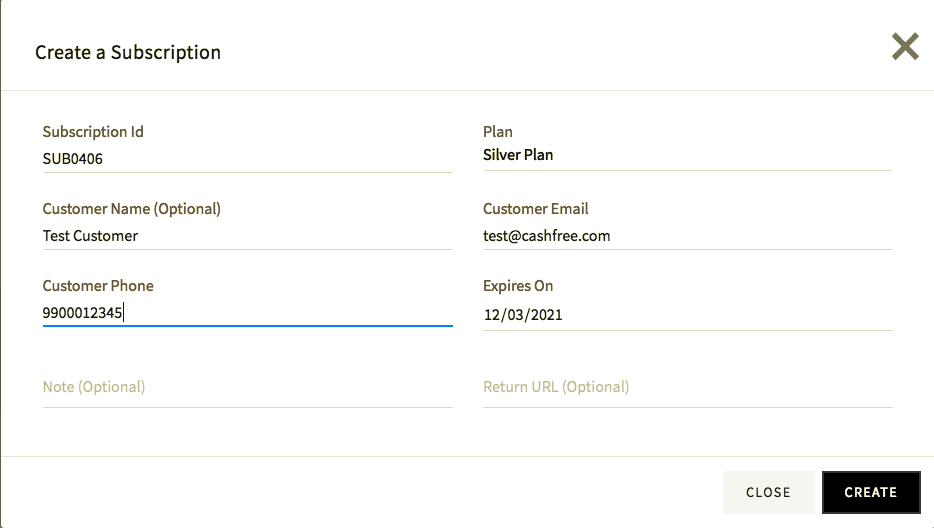 Create a Subscription
Subscription Id
SUB0406
Plan
Silver Plan
Customer Name (Optional)
Test Customer
Customer Email
test@cashfree.com
Customer Phone
9900012345
Expires On
12/03/2021
Note (Optional)
Return URL (Optional)
CLOSE
CREATE